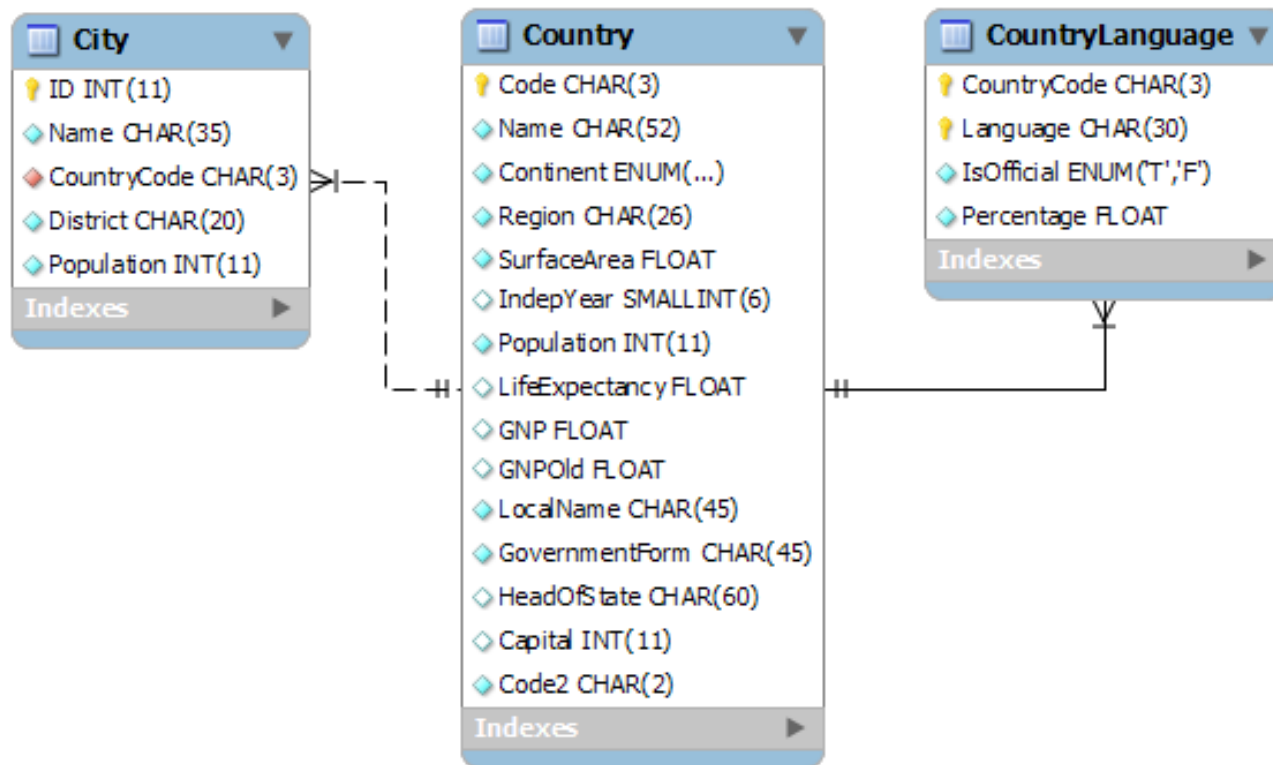 City
ID INT(11)
Name CHAR(35)
CountryCode CHAR(3)
District CHAR(20)
Population INT(11)
Indexes
Country
Code CHAR(3)
Name CHAR(52)
Continent ENUM(...)
Region CHAR(26)
SurfaceArea FLOAT
IndepYear SMALLINT(6)
Population INT(11)
LifeExpectancy FLOAT
GNP FLOAT
GNPOld FLOAT
LocalName CHAR(45)
GovernmentForm CHAR(45)
HeadOfState CHAR(60)
Capital INT(11)
Code2 CHAR(2)
Indexes
CountryLanguage
CountryCode CHAR(3)
Language CHAR(30)
IsOfficial ENUM('T','F')
Percentage FLOAT
Indexes